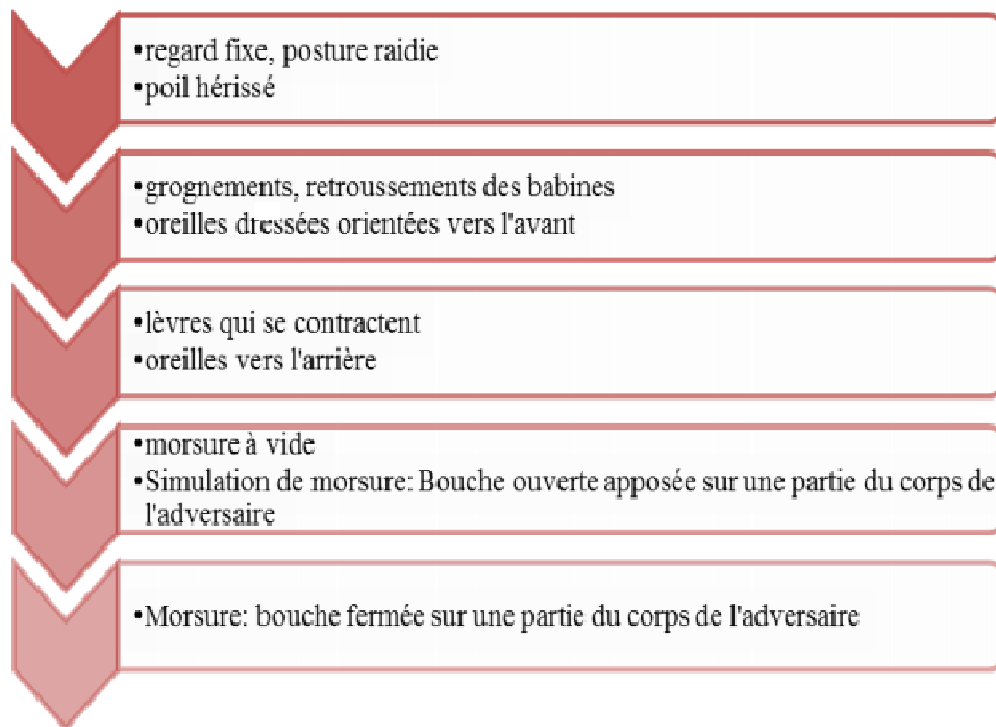 •regard fixe, posture raidie
•poil hérissé
•grognements, retroussements des babines
•oreilles dressées orientées vers l'avant
•lèvres qui se contractent
•oreilles vers l'arrière
•morsure à vide
•Simulation de morsure: Bouche ouverte apposée sur une partie du corps de
l'adversaire
•Morsure: bouche fermée sur une partie du corps de l'adversaire